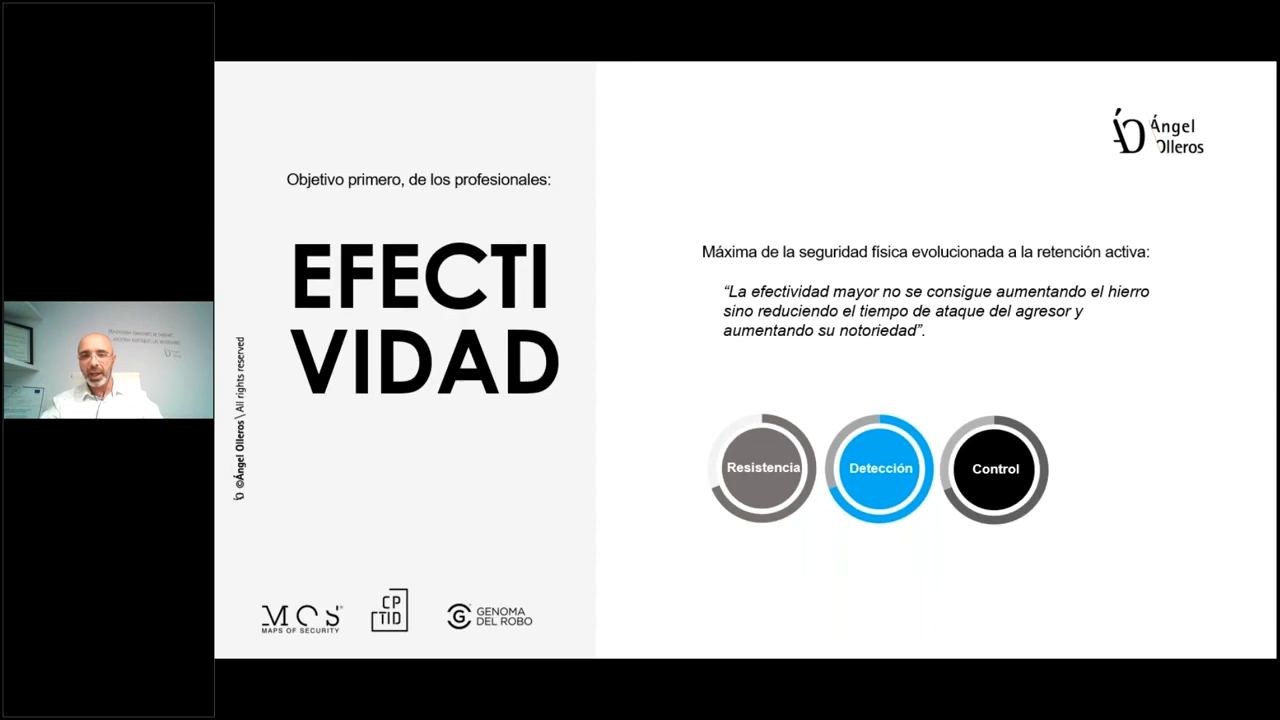 Objetivo primero, de los profesionales:
EFECTI
VIDAD
©Ángel Olleros \ All rights reserved
MOS®
MAPS OF SECURITY
CP
TID
G GENOMA
DEL ROBO
Ángel
Olleros
Máxima de la seguridad física evolucionada a la retención activa:
“La efectividad mayor no se consigue aumentando el hierro
sino reduciendo el tiempo de ataque del agresor y
aumentando su notoriedad”.
Resistencia
Detección
Control